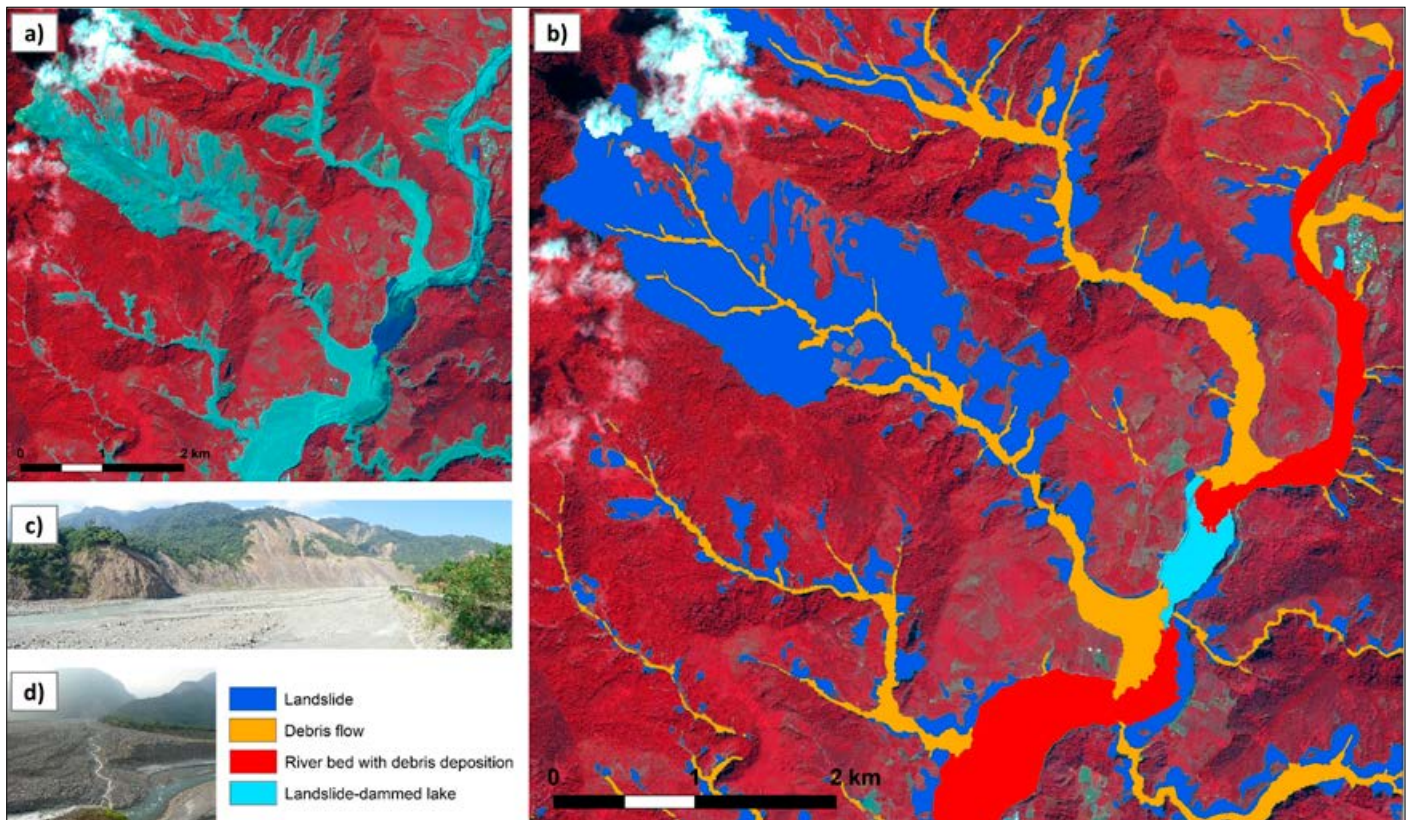 a)
0 1 2 km
b)
c)
d)
Landslide
Debris flow
River bed with debris deposition
Landslide-dammed lake
0 1 2 km